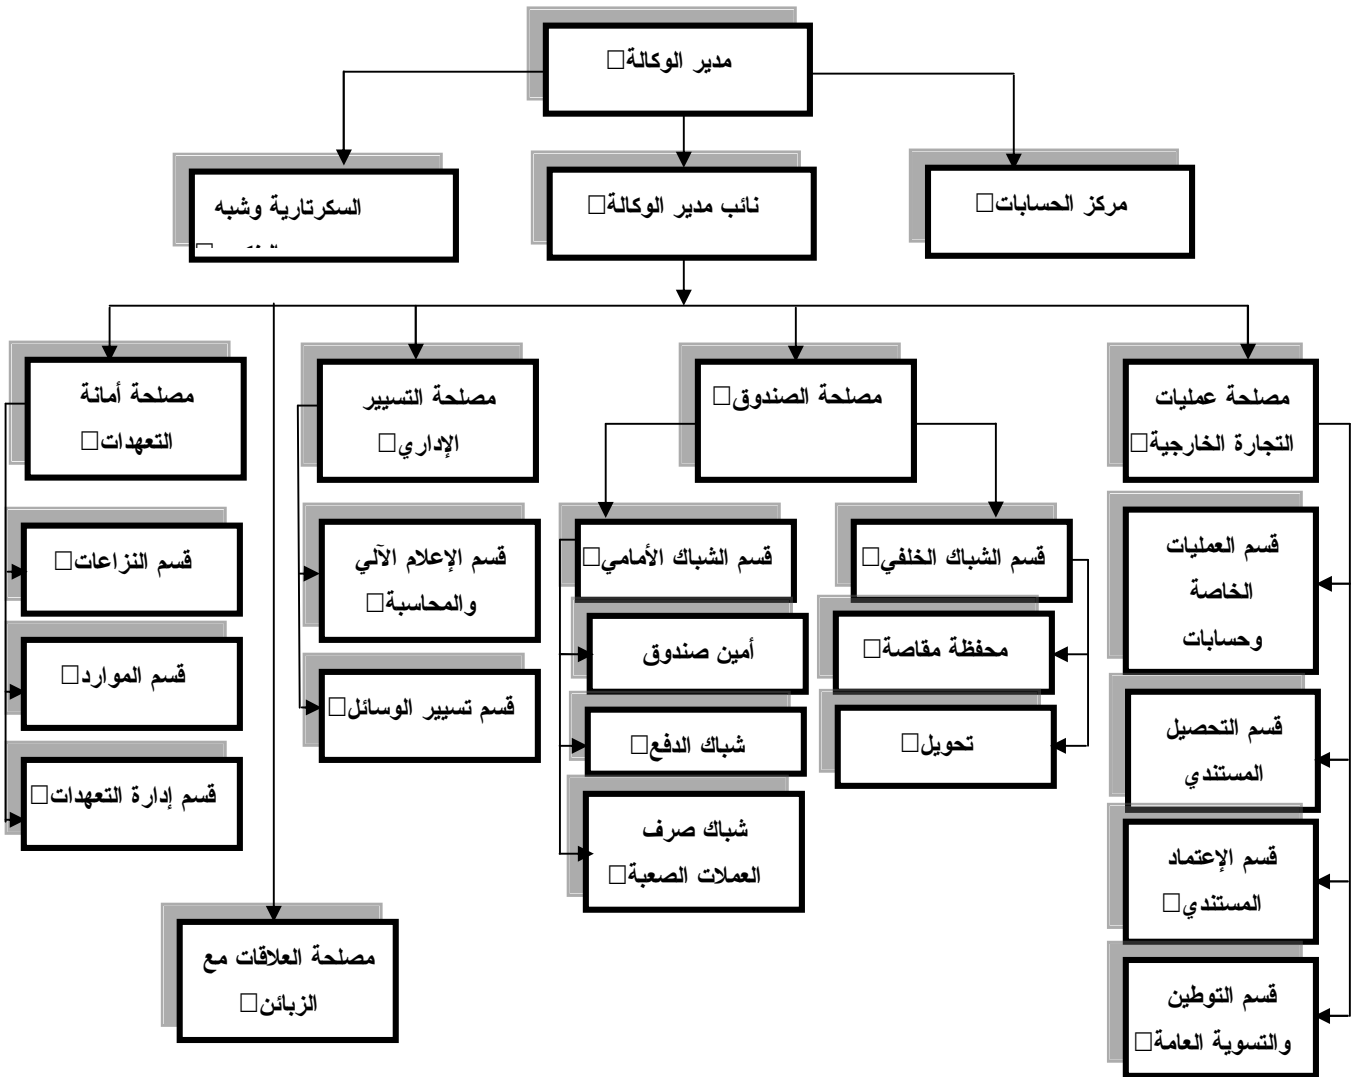 مدير الوكالة
مركز الحسابات
نائب مدير الوكالة
السكرتارية وشبه
مصلحة عمليات
التجارة الخارجية
مصلحة الصندوق
مصلحة التسيير
الإداري
مصلحة أمانة
التعهدات
قسم العمليات
الخاصة
وحسابات
قسم التحصيل
المستندي
قسم الإعتماد
المستندي
قسم التوطين
والتسوية العامة
قسم الشباك الخلفي
محفظة مقاصة
تحويل
قسم الشباك الأمامي
أمين صندوق
شباك الدفع
شباك صرف
العملات الصعبة
قسم الإعلام الآلي
والمحاسبة
قسم تسيير الوسائل
قسم النزاعات
قسم الموارد
قسم إدارة التعهدات
مصلحة العلاقات مع
الزبائن